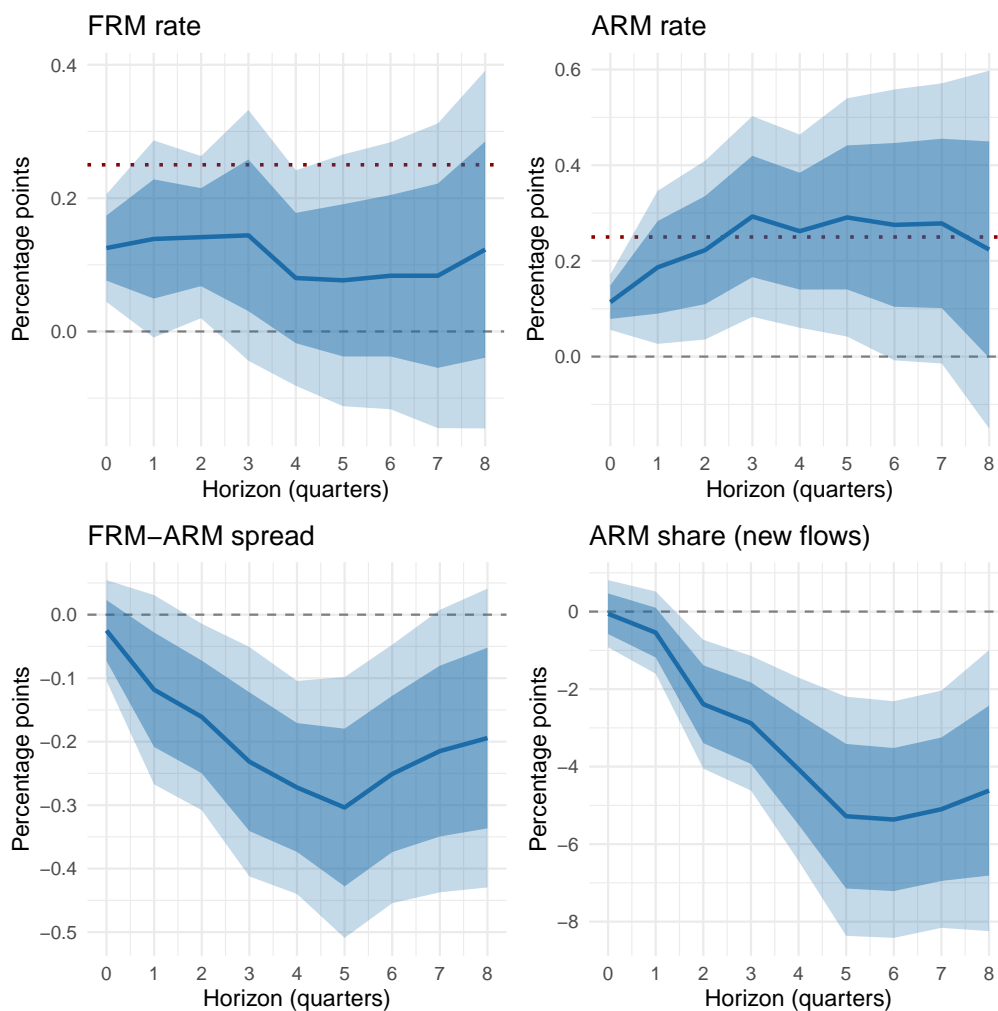 FRM rate
Percentage points
0.4
0.2
0.0
0 1 2 3 4 5 6 7 8
Horizon (quarters)
ARM rate
Percentage points
0.6
0.4
0.2
0.0
0 1 2 3 4 5 6 7 8
Horizon (quarters)
FRM−ARM spread
Percentage points
0.0
−0.1
−0.2
−0.3
−0.4
−0.5
0 1 2 3 4 5 6 7 8
Horizon (quarters)
ARM share (new flows)
Percentage points
0
−2
−4
−6
−8
0 1 2 3 4 5 6 7 8
Horizon (quarters)